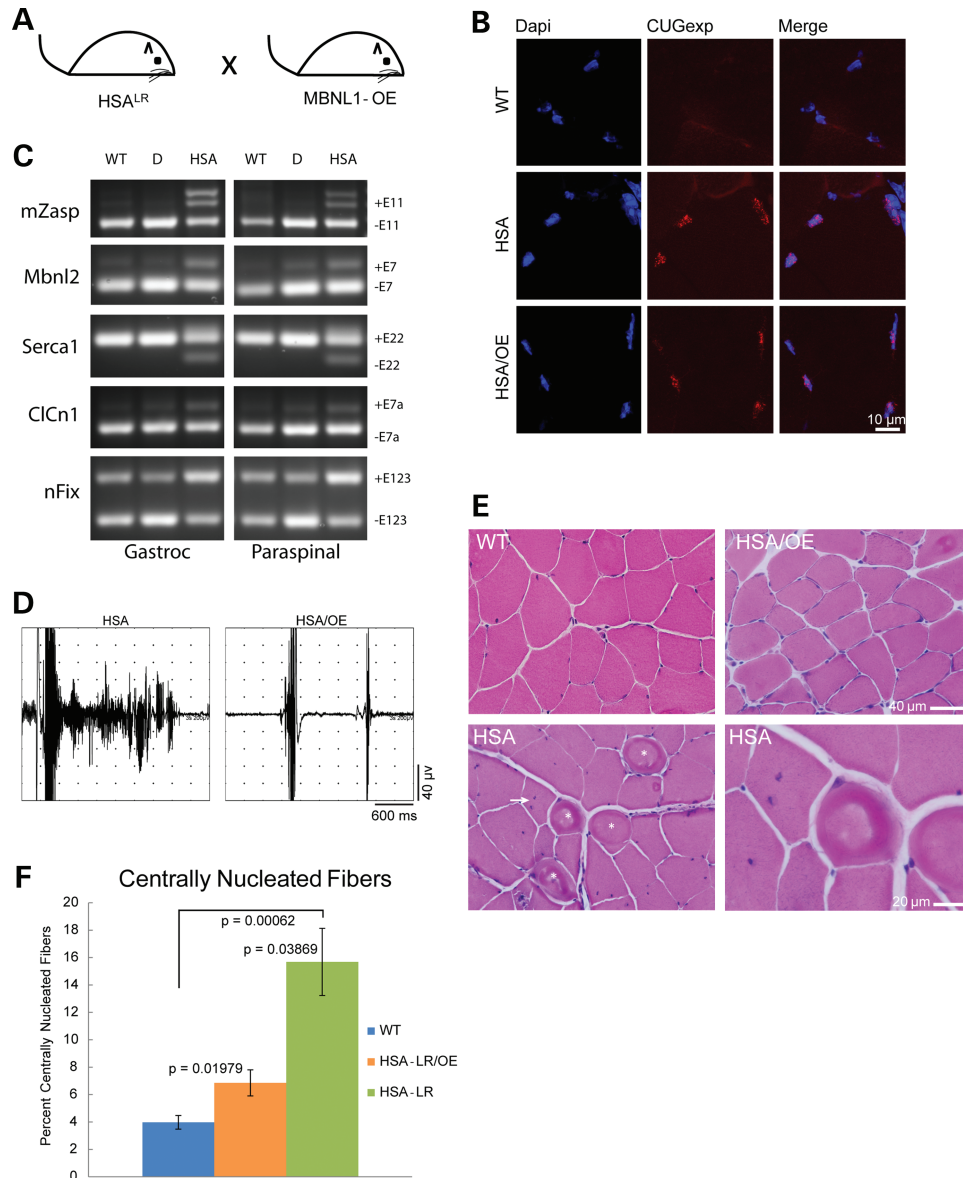 A
HSA^LR
X
MBNL1-OE
B
Dapi
CUGexp
Merge
WT
HSA
HSA/OE
10 μm
C
WT D HSA WT D HSA
mZasp
+E11
-E11
Mbnl2
+E7
-E7
Serca1
+E22
-E22
ClCn1
+E7a
-E7a
nFix
+E123
-E123
Gastroc
Paraspinal
D
HSA
HSA/OE
40 μv
600 ms
E
WT
HSA/OE
40 μm
HSA
*
*
*
*
HSA
20 μm
F
Centrally Nucleated Fibers
Percent Centrally Nucleated Fibers
20
18
16
14
12
10
8
6
4
2
0
p = 0.00062
p = 0.03869
p = 0.01979
WT
HSA-LR/OE
HSA-LR